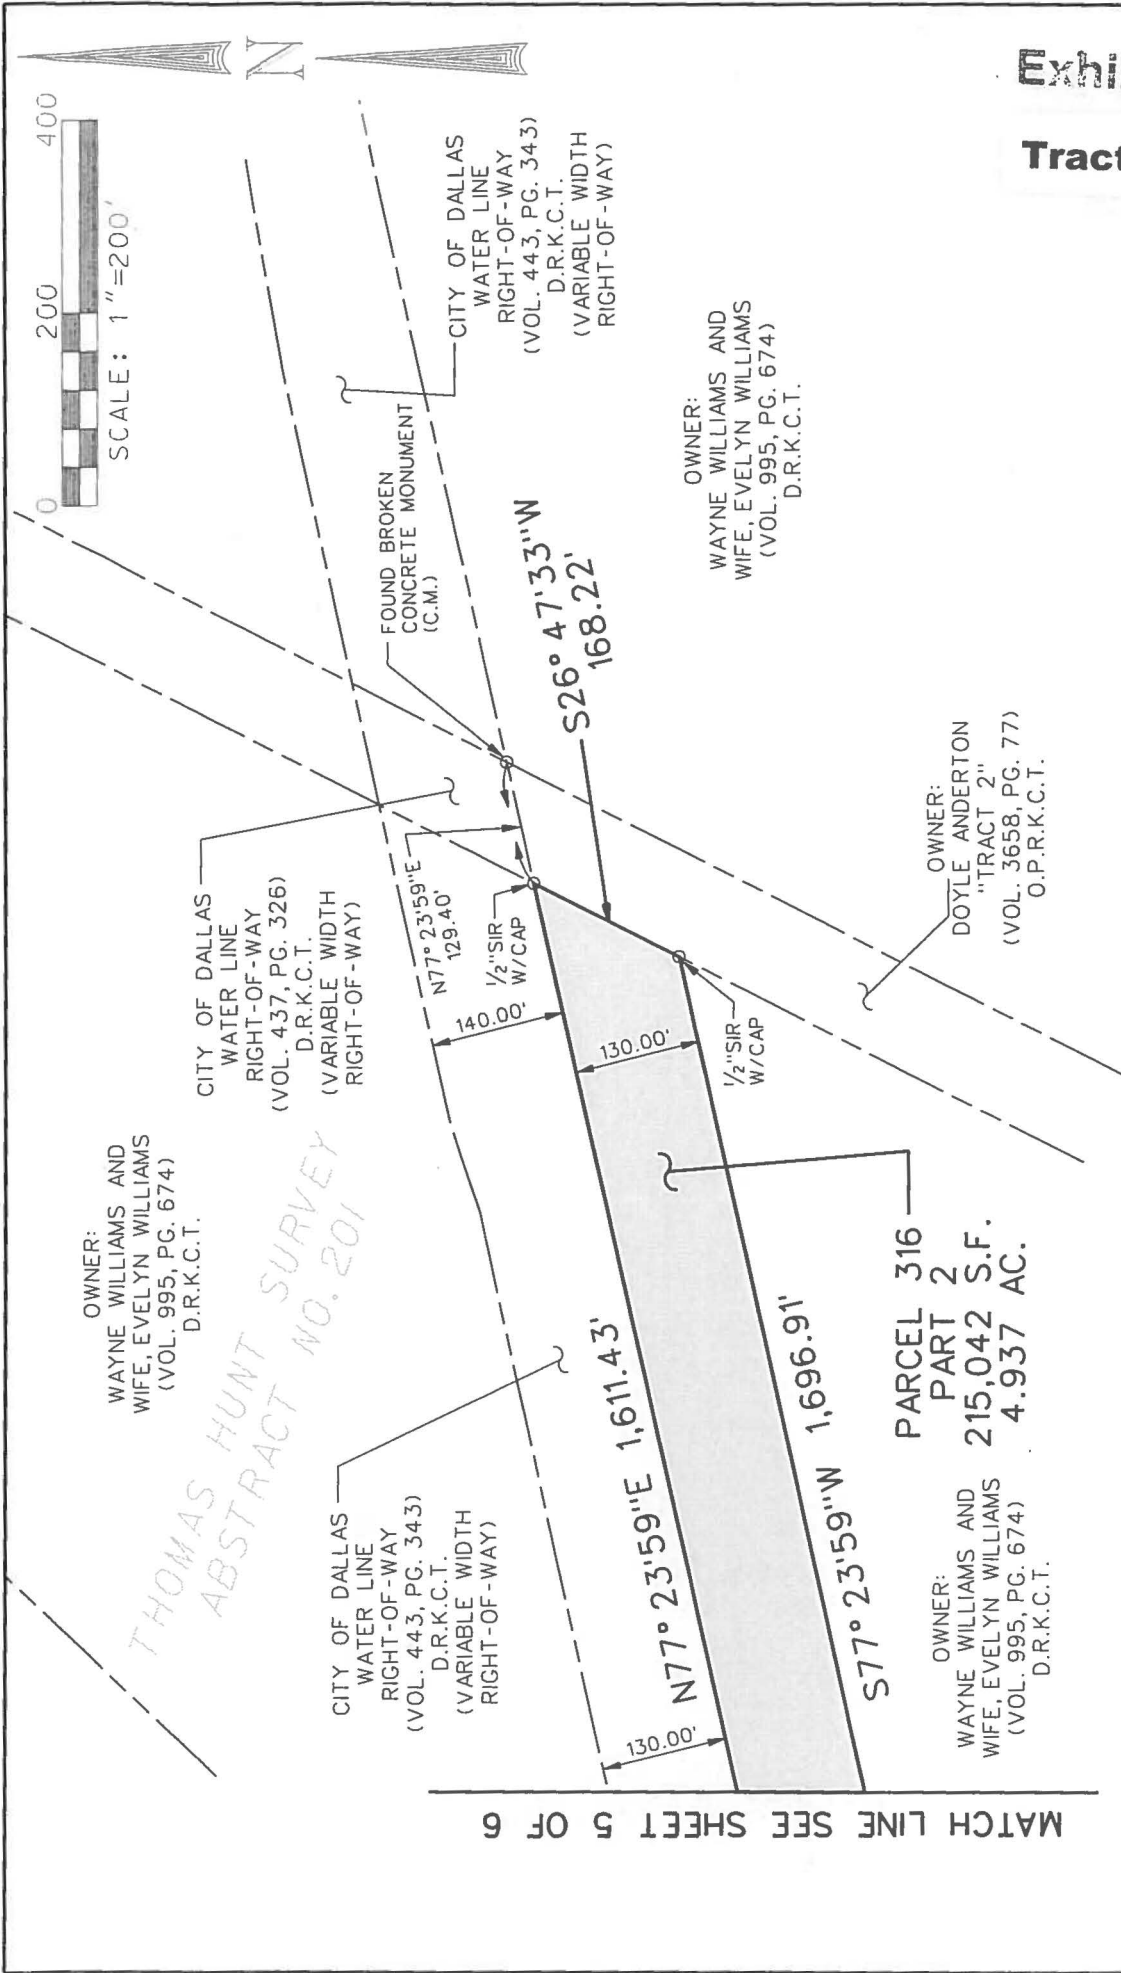 Exhi
Tract
N
0 200 400
SCALE: 1"=200'
CITY OF DALLAS
WATER LINE
RIGHT-OF-WAY
(VOL. 443, PG. 343)
D.R.K.C.T.
(VARIABLE WIDTH
RIGHT-OF-WAY)
FOUND BROKEN
CONCRETE MONUMENT
(C.M.)
OWNER:
WAYNE WILLIAMS AND
WIFE, EVELYN WILLIAMS
(VOL. 995, PG. 674)
D.R.K.C.T.
S26° 47'33"W
168.22'
CITY OF DALLAS
WATER LINE
RIGHT-OF-WAY
(VOL. 437, PG. 326)
D.R.K.C.T.
(VARIABLE WIDTH
RIGHT-OF-WAY)
N77° 23'59"E
129.40'
1/2"SIR
W/CAP
140.00'
130.00'
1/2"SIR
W/CAP
OWNER:
DOYLE ANDERTON
"TRACT 2"
(VOL. 3658, PG. 77)
O.P.R.K.C.T.
OWNER:
WAYNE WILLIAMS AND
WIFE, EVELYN WILLIAMS
(VOL. 995, PG. 674)
D.R.K.C.T.
THOMAS HUNT SURVEY
ABSTRACT NO. 201
CITY OF DALLAS
WATER LINE
RIGHT-OF-WAY
(VOL. 443, PG. 343)
D.R.K.C.T.
(VARIABLE WIDTH
RIGHT-OF-WAY)
130.00'
N77° 23'59"E 1,611.43'
S77° 23'59"W 1,696.91'
PARCEL 316
PART 2
215,042 S.F.
4.937 AC.
OWNER:
WAYNE WILLIAMS AND
WIFE, EVELYN WILLIAMS
(VOL. 995, PG. 674)
D.R.K.C.T.
MATCH LINE SEE SHEET 5 OF 6